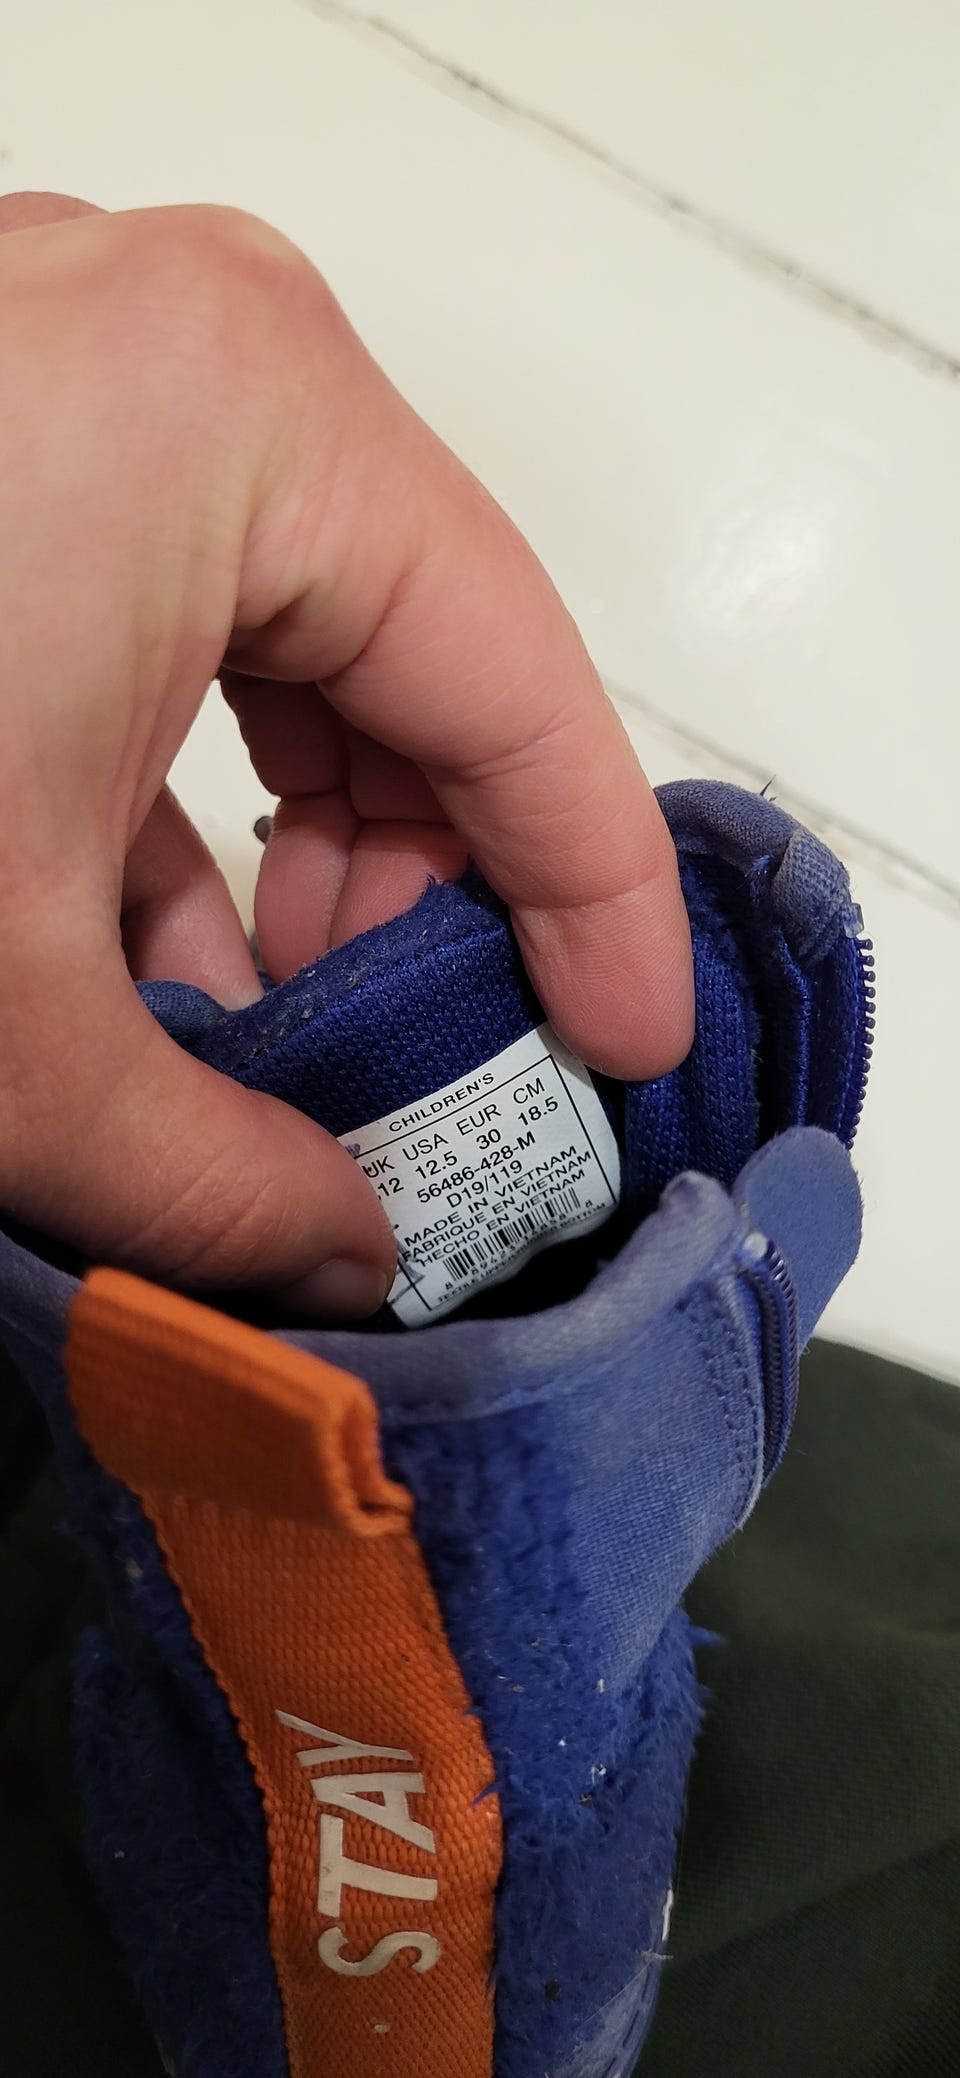 CHILDREN'S
UK USA EUR CM
12 12.5 30 18.5
56486-428-M
D19/119
MADE IN VIETNAM
FABRIQUE EN VIETNAM
HECHO EN VIETNAM
STAY